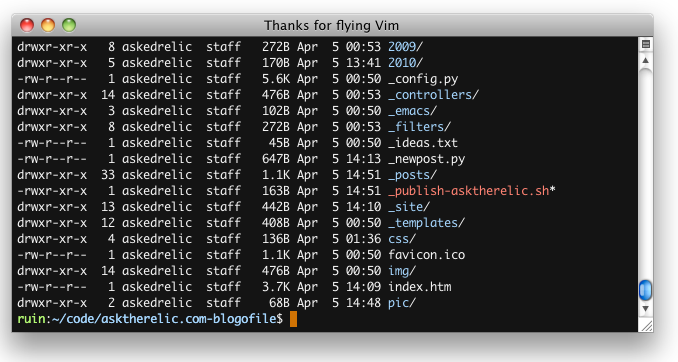 Thanks for flying Vim
drwxr-xr-x   8 askedrelic  staff   272B Apr  5 00:53 2009/
drwxr-xr-x   5 askedrelic  staff   170B Apr  5 13:41 2010/
-rw-r--r--   1 askedrelic  staff   5.6K Apr  5 00:50 _config.py
drwxr-xr-x  14 askedrelic  staff   476B Apr  5 00:53 _controllers/
drwxr-xr-x   3 askedrelic  staff   102B Apr  5 00:50 _emacs/
drwxr-xr-x   8 askedrelic  staff   272B Apr  5 00:53 _filters/
-rw-r--r--   1 askedrelic  staff    45B Apr  5 00:50 _ideas.txt
-rw-r--r--   1 askedrelic  staff   647B Apr  5 14:13 _newpost.py
drwxr-xr-x  33 askedrelic  staff   1.1K Apr  5 14:51 _posts/
-rwxr-xr-x   1 askedrelic  staff   163B Apr  5 14:51 _publish-asktherelic.sh*
drwxr-xr-x  13 askedrelic  staff   442B Apr  5 14:10 _site/
drwxr-xr-x  12 askedrelic  staff   408B Apr  5 00:50 _templates/
drwxr-xr-x   4 askedrelic  staff   136B Apr  5 01:36 css/
-rw-r--r--   1 askedrelic  staff   1.1K Apr  5 00:50 favicon.ico
drwxr-xr-x  14 askedrelic  staff   476B Apr  5 00:50 img/
-rw-r--r--   1 askedrelic  staff   3.7K Apr  5 14:09 index.htm
drwxr-xr-x   2 askedrelic  staff    68B Apr  5 14:48 pic/
ruin:~/code/asktherelic.com-blogofile$